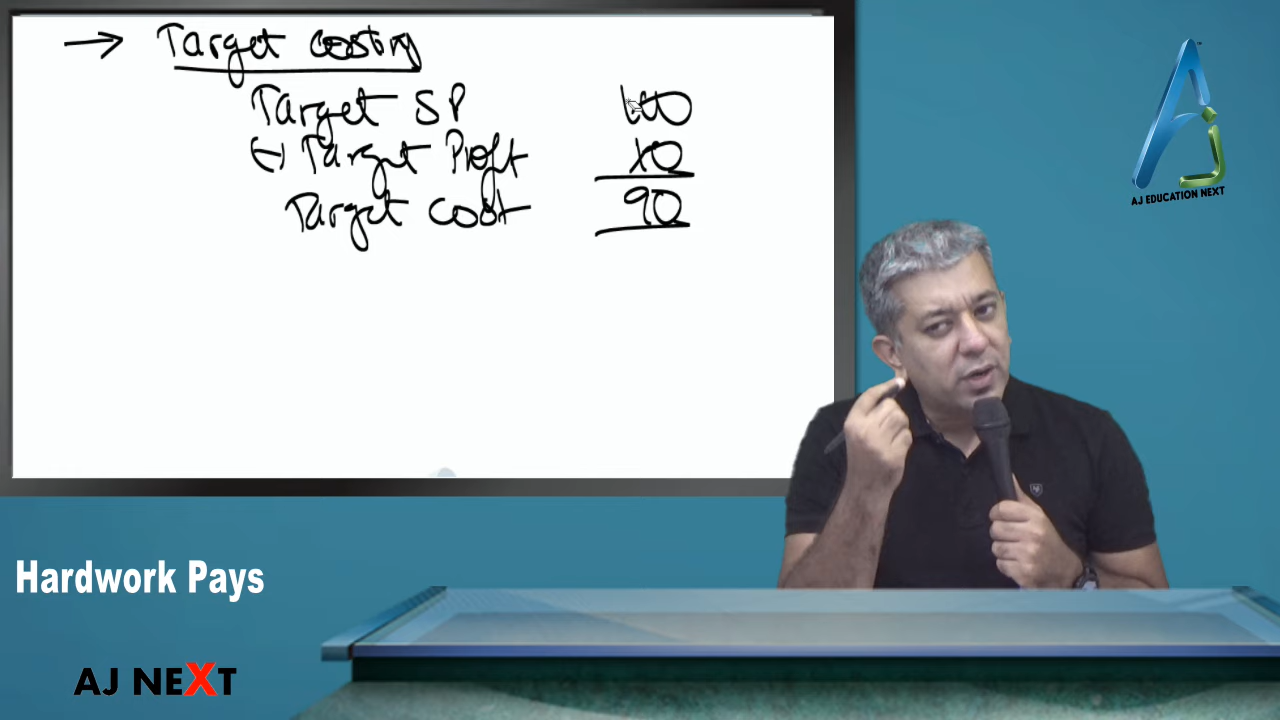 → Target costing
Target SP 100
(-) Target Profit 10
Target cost 90
AJ EDUCATION NEXT
Hardwork Pays
AJ NEXT